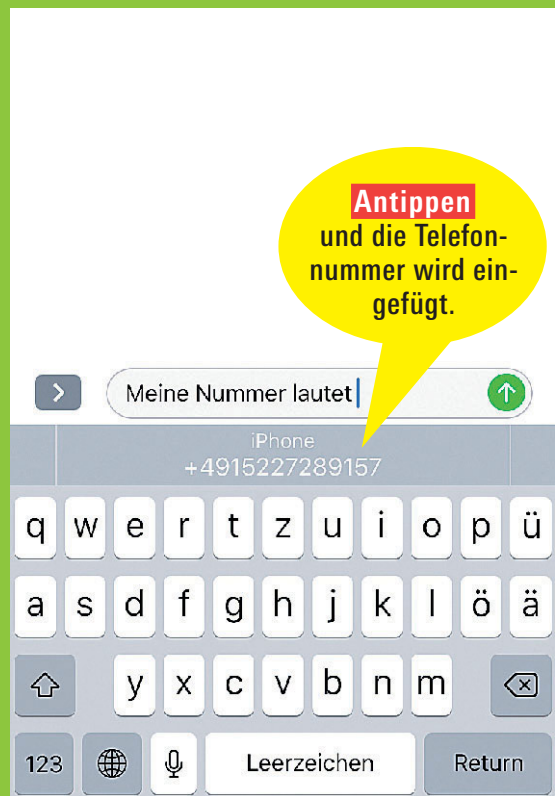 Antippen
und die Telefon-
nummer wird ein-
gefügt.
Meine Nummer lautet
iPhone
+4915227289157
q w e r t z u i o p ü
a s d f g h j k l ö ä
y x c v b n m
123 Leerzeichen Return